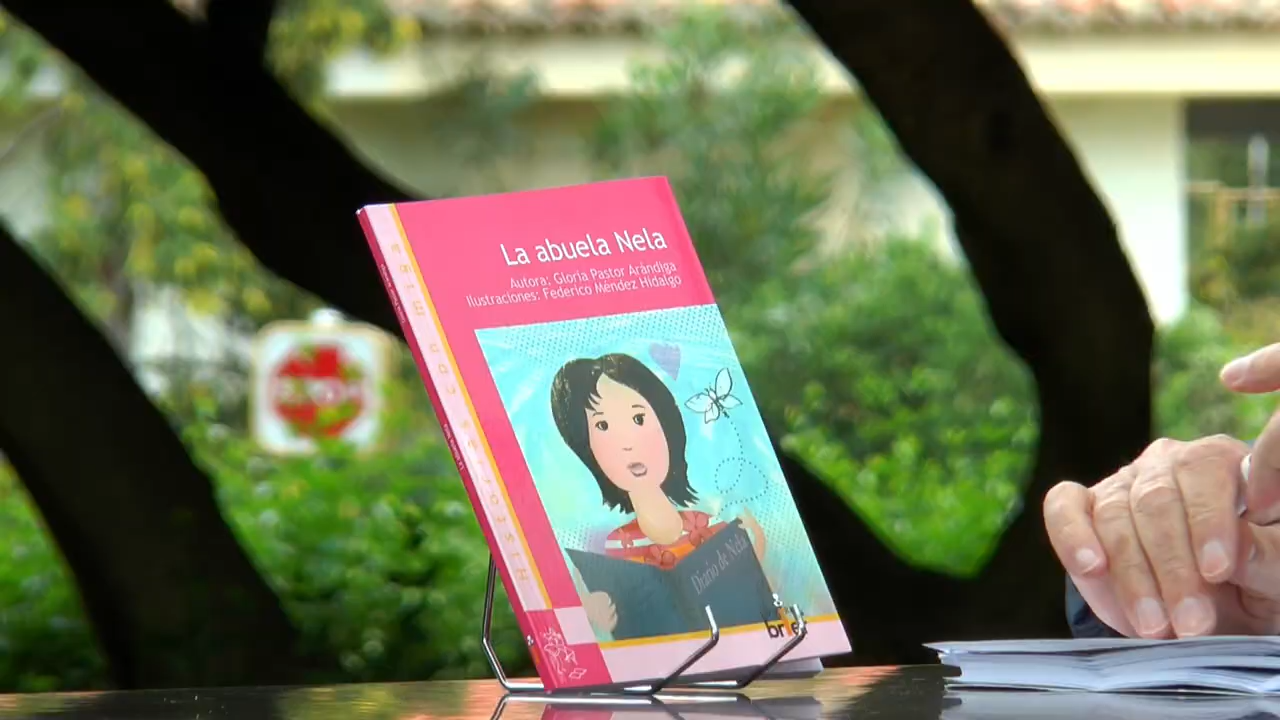 La abuela Nela
Autora: Gloria Pastor Arándiga
Ilustraciones: Federico Méndez Hidalgo
Diario de Nela